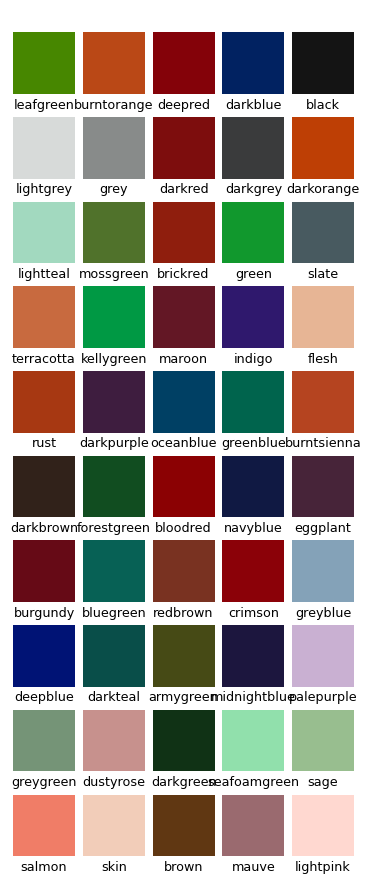 leafgreen burntorange deepred darkblue black
lightgrey grey darkred darkgrey darkorange
lightteal mossgreen brickred green slate
terracotta kellygreen maroon indigo flesh
rust darkpurple oceanblue greenblue burntsienna
darkbrown forestgreen bloodred navyblue eggplant
burgundy bluegreen redbrown crimson greyblue
deepblue darkteal armygreen midnightblue palepurple
greygreen dustyrose darkgreen seafoamgreen sage
salmon skin brown mauve lightpink